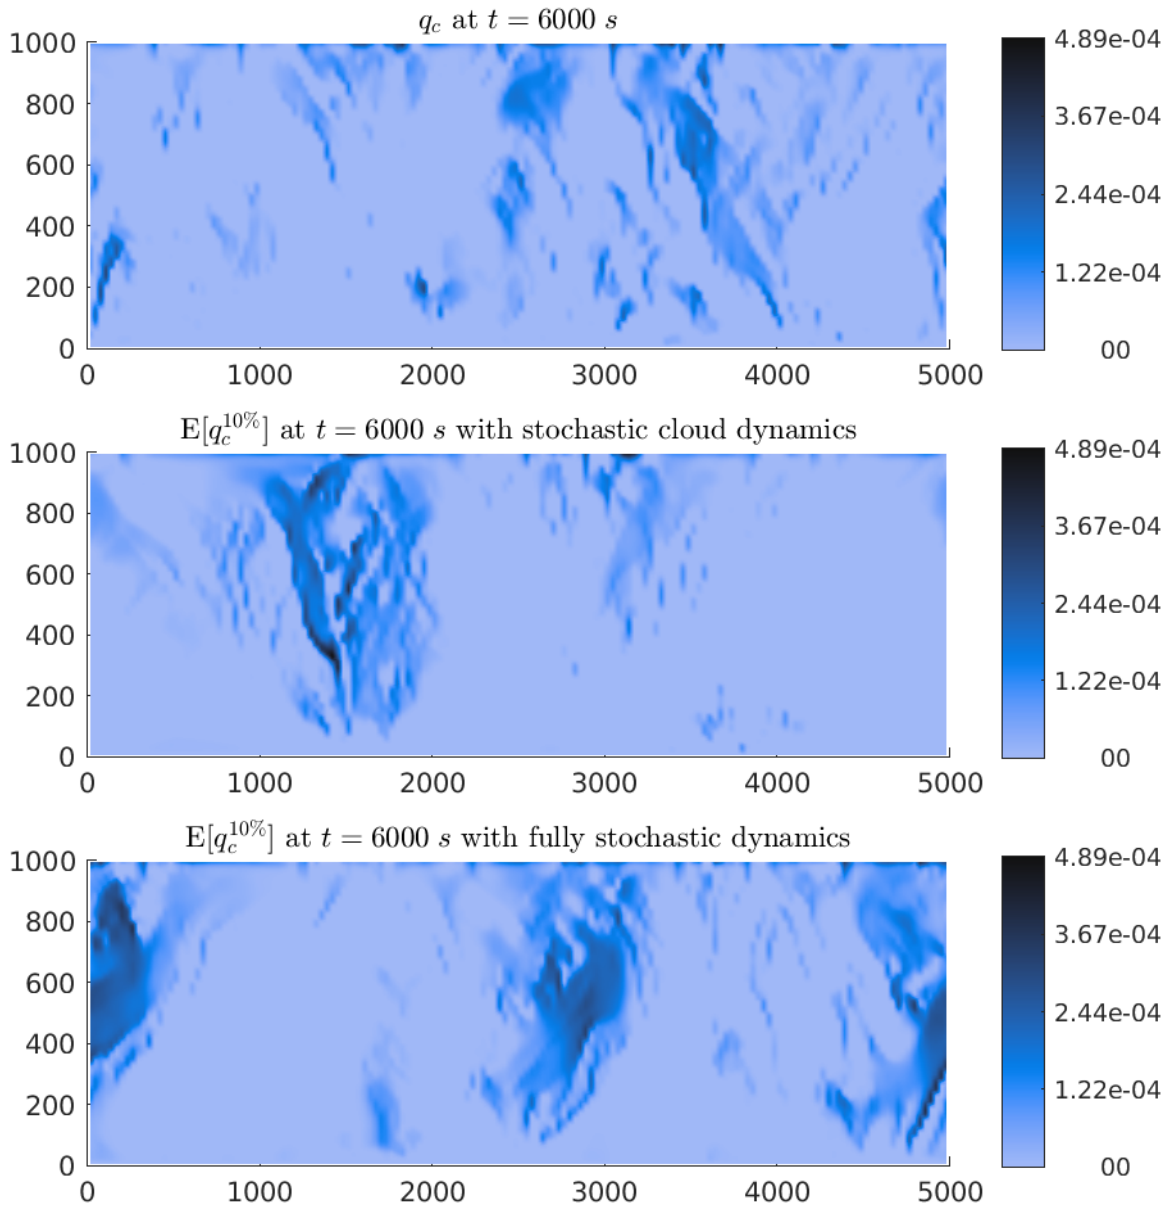 q_c at t = 6000 s
1000
800
600
400
200
0
0 1000 2000 3000 4000 5000
4.89e-04
3.67e-04
2.44e-04
1.22e-04
00
E[q_c^{10%}] at t = 6000 s with stochastic cloud dynamics
1000
800
600
400
200
0
0 1000 2000 3000 4000 5000
4.89e-04
3.67e-04
2.44e-04
1.22e-04
00
E[q_c^{10%}] at t = 6000 s with fully stochastic dynamics
1000
800
600
400
200
0
0 1000 2000 3000 4000 5000
4.89e-04
3.67e-04
2.44e-04
1.22e-04
00